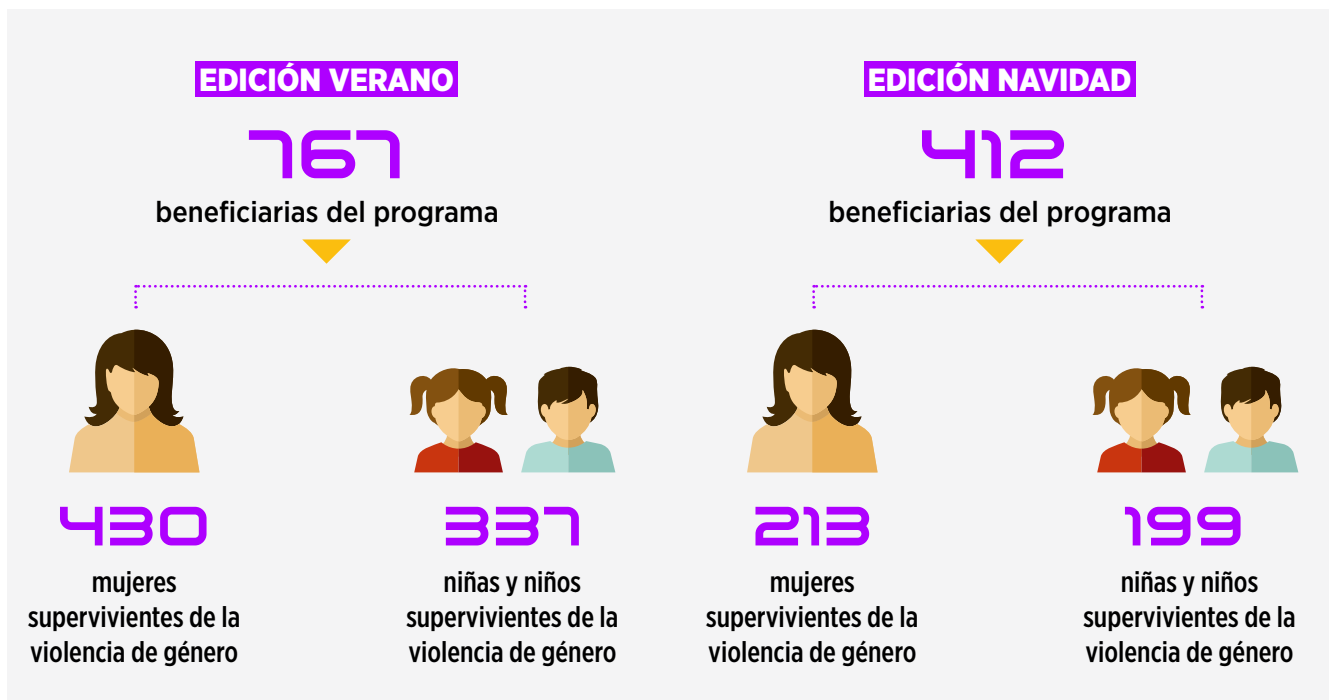 EDICIÓN VERANO
767
beneficiarias del programa
430
mujeres
supervivientes de la
violencia de género
337
niñas y niños
supervivientes de la
violencia de género
EDICIÓN NAVIDAD
412
beneficiarias del programa
213
mujeres
supervivientes de la
violencia de género
199
niñas y niños
supervivientes de la
violencia de género